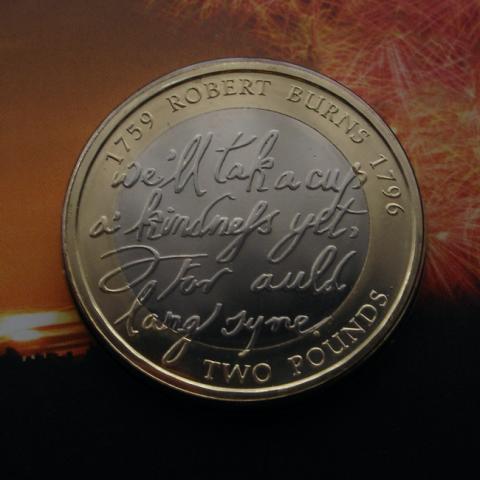 1759 ROBERT BURNS 1796
we'll tak a cup
a' kindneſs yet,
For auld
lang syne.
TWO POUNDS